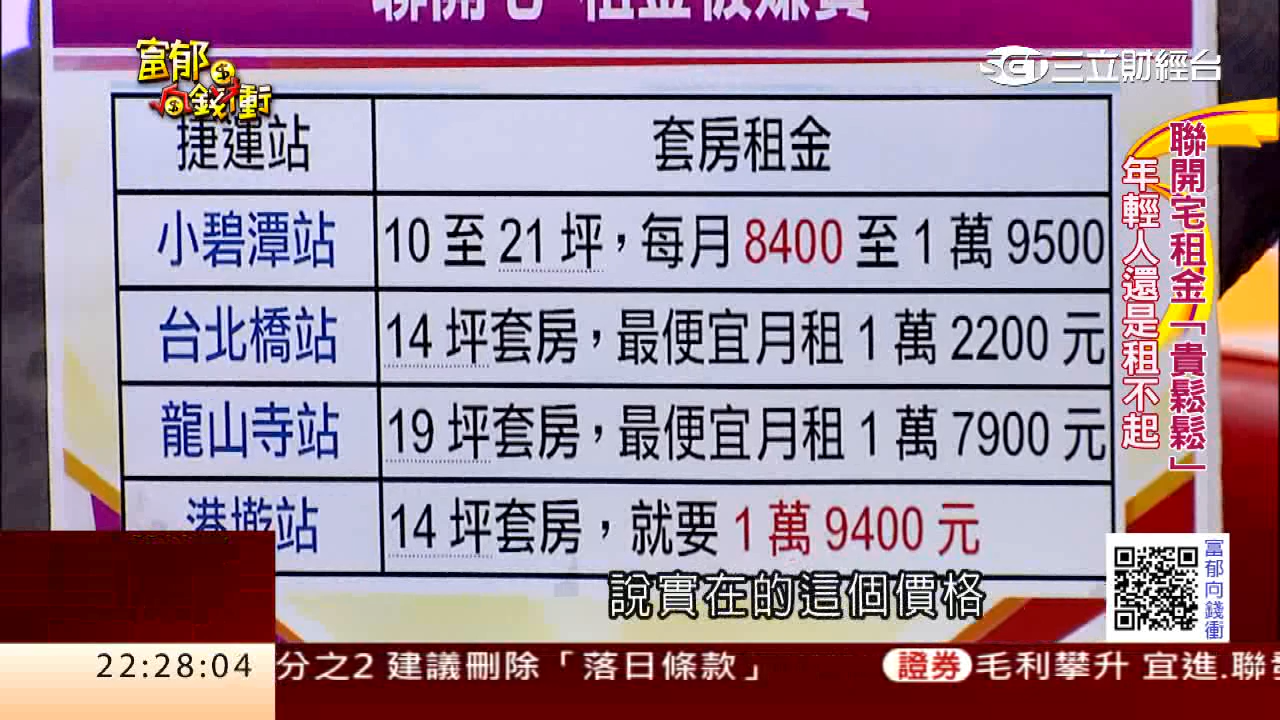 聯開宅 租金被嫌貴
富郁向錢衝
SET三立財經台
捷運站
套房租金
小碧潭站
10至21坪，每月8400至1萬9500
台北橋站
14坪套房，最便宜月租1萬2200元
龍山寺站
19坪套房，最便宜月租1萬7900元
港墘站
14坪套房，就要1萬9400元
聯開宅租金「貴鬆鬆」
年輕人還是租不起
富郁向錢衝
說實在的這個價格
22:28:04
分之2 建議刪除「落日條款」
證券 毛利攀升 宜進.聯